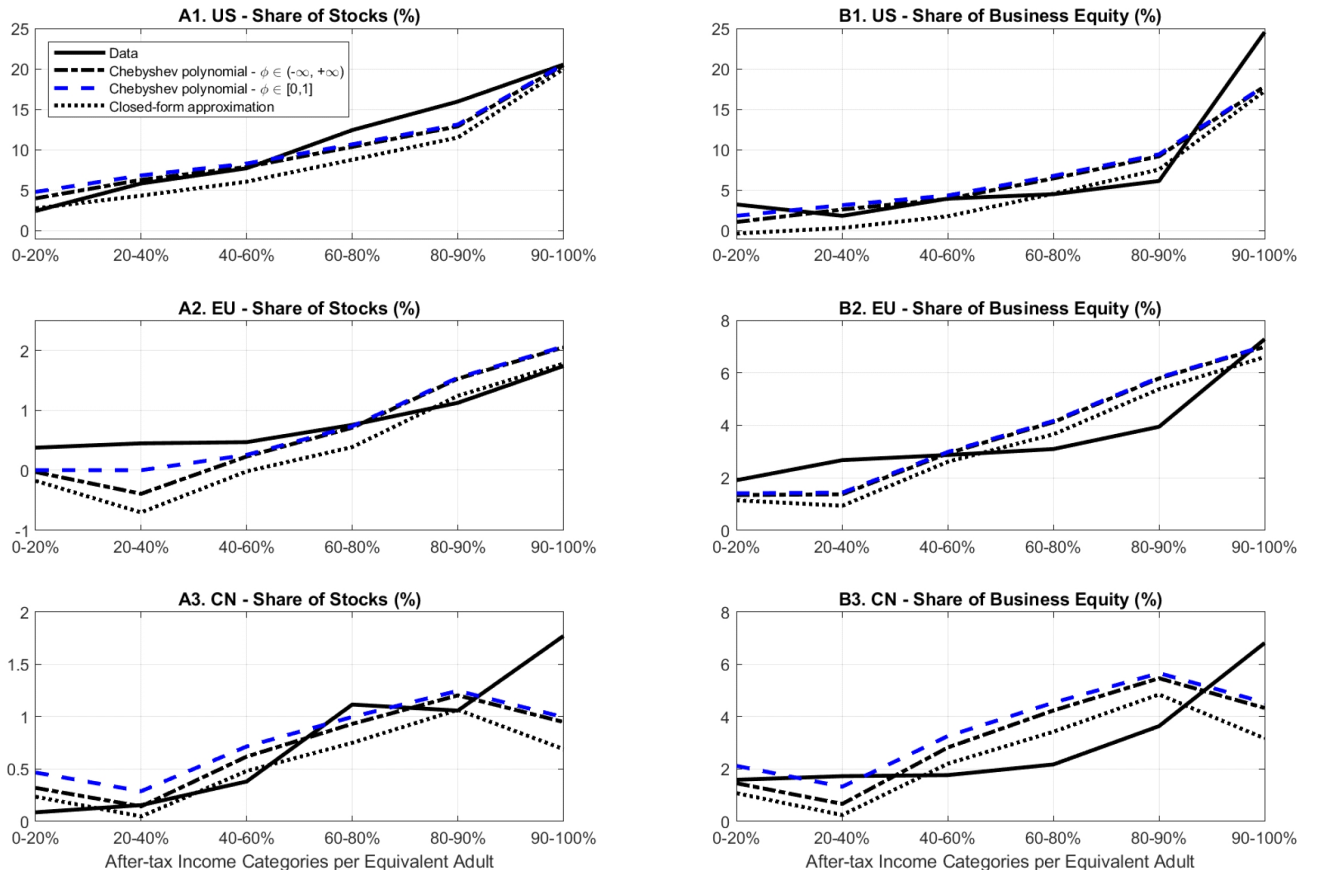 A1. US - Share of Stocks (%)
25
20
15
10
5
0
Data
Chebyshev polynomial - ϕ ∈ (-∞, +∞)
Chebyshev polynomial - ϕ ∈ [0,1]
Closed-form approximation
0-20% 20-40% 40-60% 60-80% 80-90% 90-100%
B1. US - Share of Business Equity (%)
25
20
15
10
5
0
0-20% 20-40% 40-60% 60-80% 80-90% 90-100%
A2. EU - Share of Stocks (%)
2
1
0
-1
0-20% 20-40% 40-60% 60-80% 80-90% 90-100%
B2. EU - Share of Business Equity (%)
8
6
4
2
0
0-20% 20-40% 40-60% 60-80% 80-90% 90-100%
A3. CN - Share of Stocks (%)
2
1.5
1
0.5
0
0-20% 20-40% 40-60% 60-80% 80-90% 90-100%
After-tax Income Categories per Equivalent Adult
B3. CN - Share of Business Equity (%)
8
6
4
2
0
0-20% 20-40% 40-60% 60-80% 80-90% 90-100%
After-tax Income Categories per Equivalent Adult